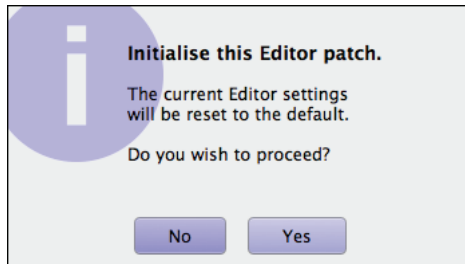 i
Initialise this Editor patch.
The current Editor settings
will be reset to the default.
Do you wish to proceed?
No Yes